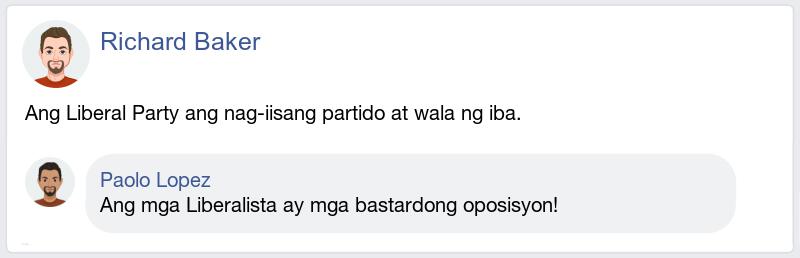 Richard Baker
Ang Liberal Party ang nag-iisang partido at wala ng iba.
Paolo Lopez
Ang mga Liberalista ay mga bastardong oposisyon!